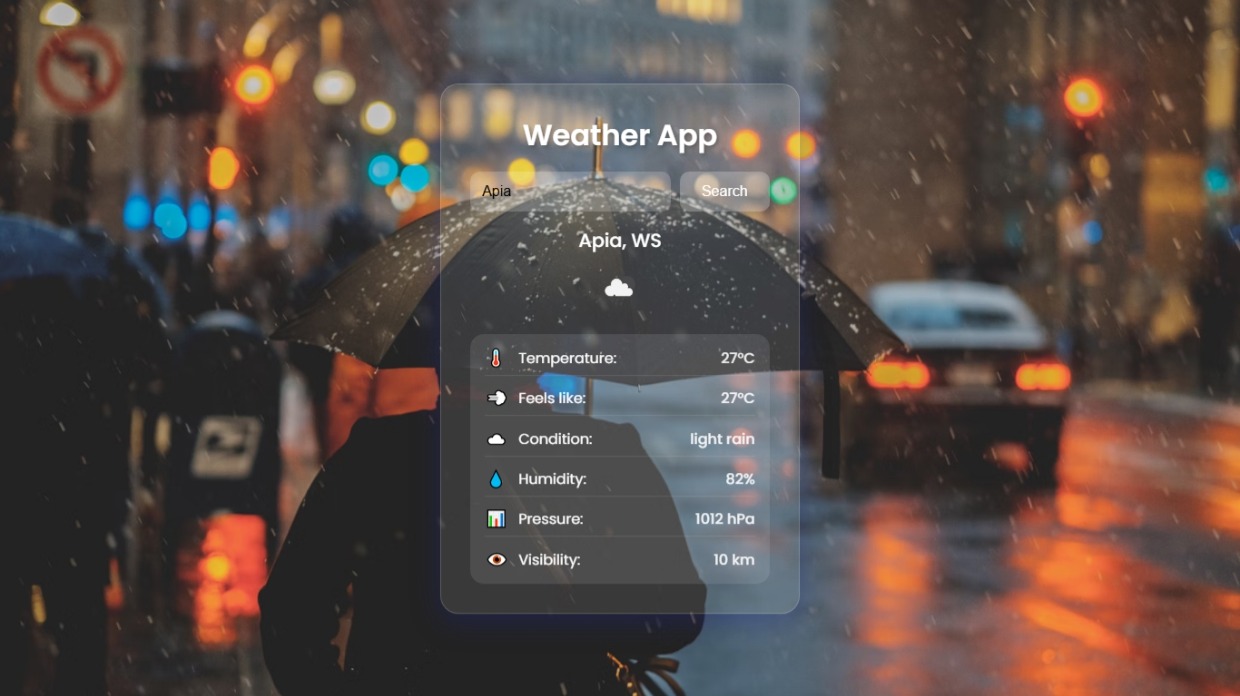 Weather App
Apia Search
Apia, WS
Temperature: 27°C
Feels like: 27°C
Condition: light rain
Humidity: 82%
Pressure: 1012 hPa
Visibility: 10 km